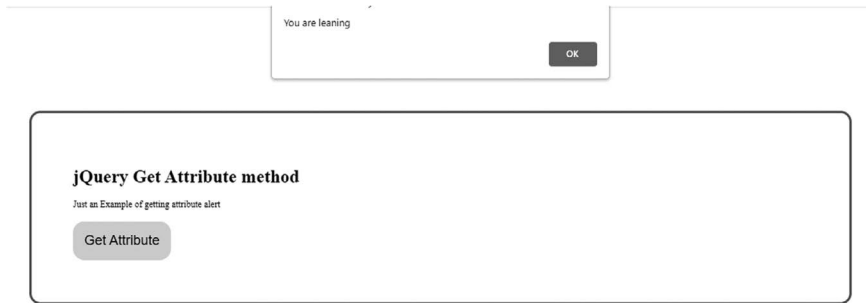 You are leaning
OK
jQuery Get Attribute method
Just an Example of getting attribute alert
Get Attribute